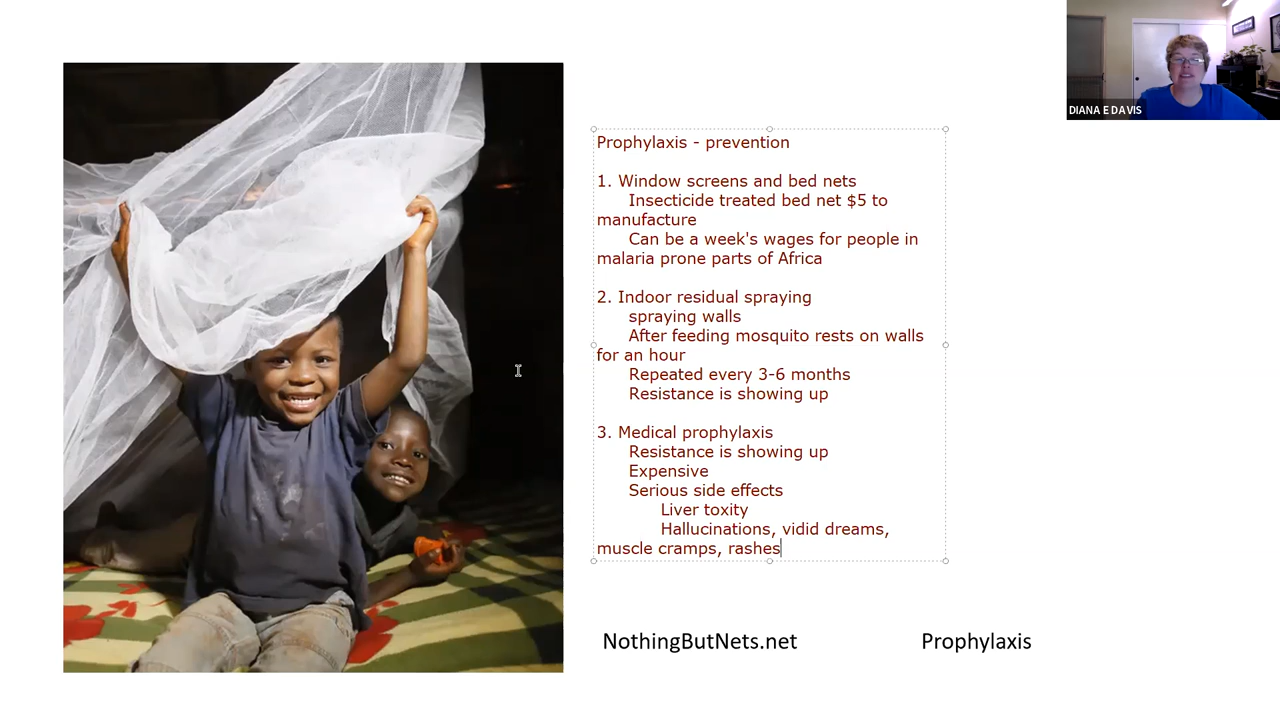 DIANA E DAVIS
Prophylaxis - prevention
1. Window screens and bed nets
Insecticide treated bed net $5 to
manufacture
Can be a week's wages for people in
malaria prone parts of Africa
2. Indoor residual spraying
spraying walls
After feeding mosquito rests on walls
for an hour
Repeated every 3-6 months
Resistance is showing up
3. Medical prophylaxis
Resistance is showing up
Expensive
Serious side effects
Liver toxity
Hallucinations, vidid dreams,
muscle cramps, rashes
NothingButNets.net
Prophylaxis